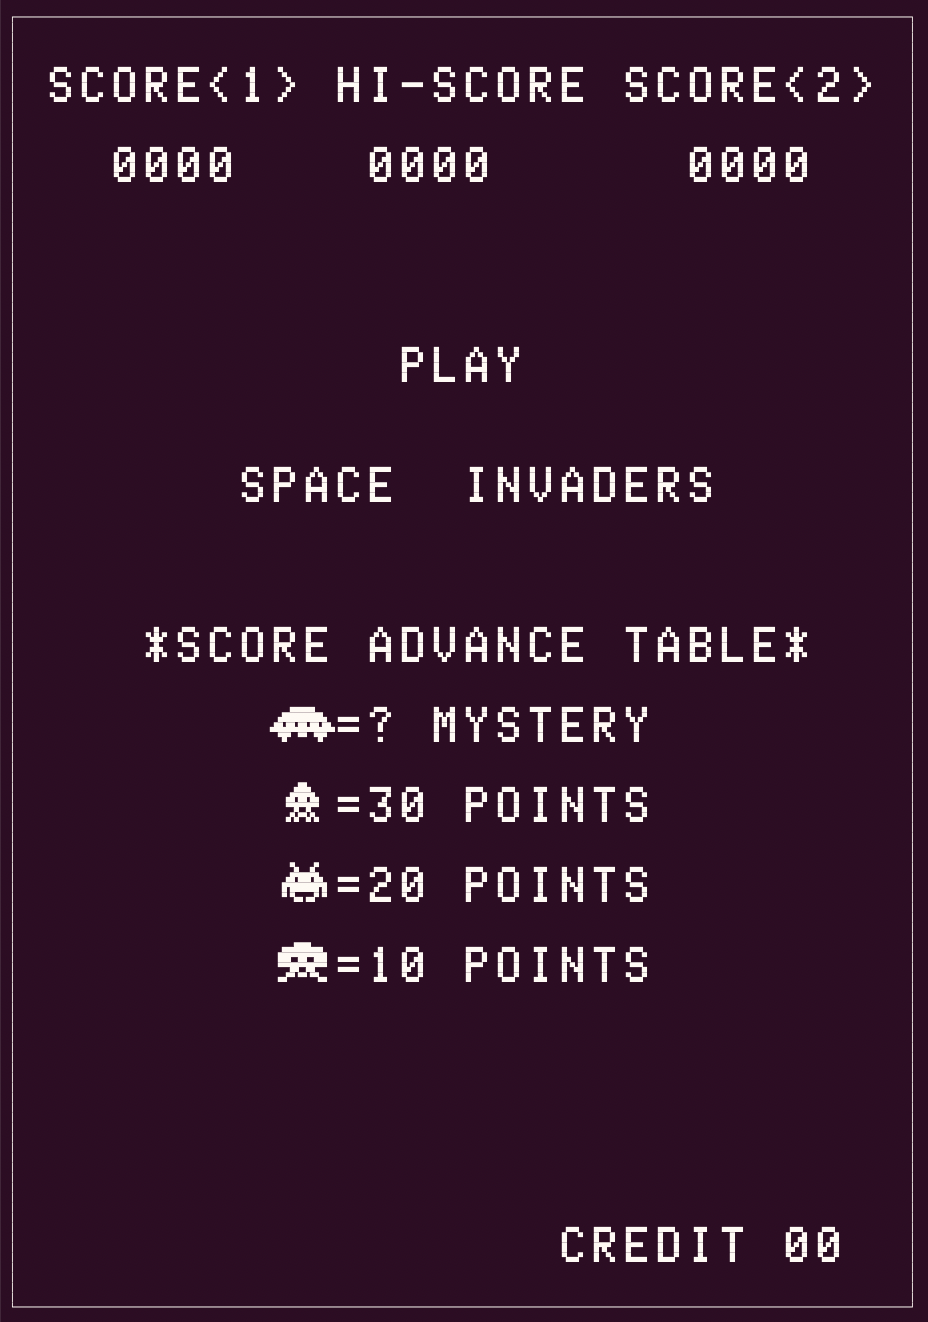 SCORE<1> HI-SCORE SCORE<2>
0000 0000 0000
PLAY
SPACE INVADERS
*SCORE ADVANCE TABLE*
=? MYSTERY
=30 POINTS
=20 POINTS
=10 POINTS
CREDIT 00